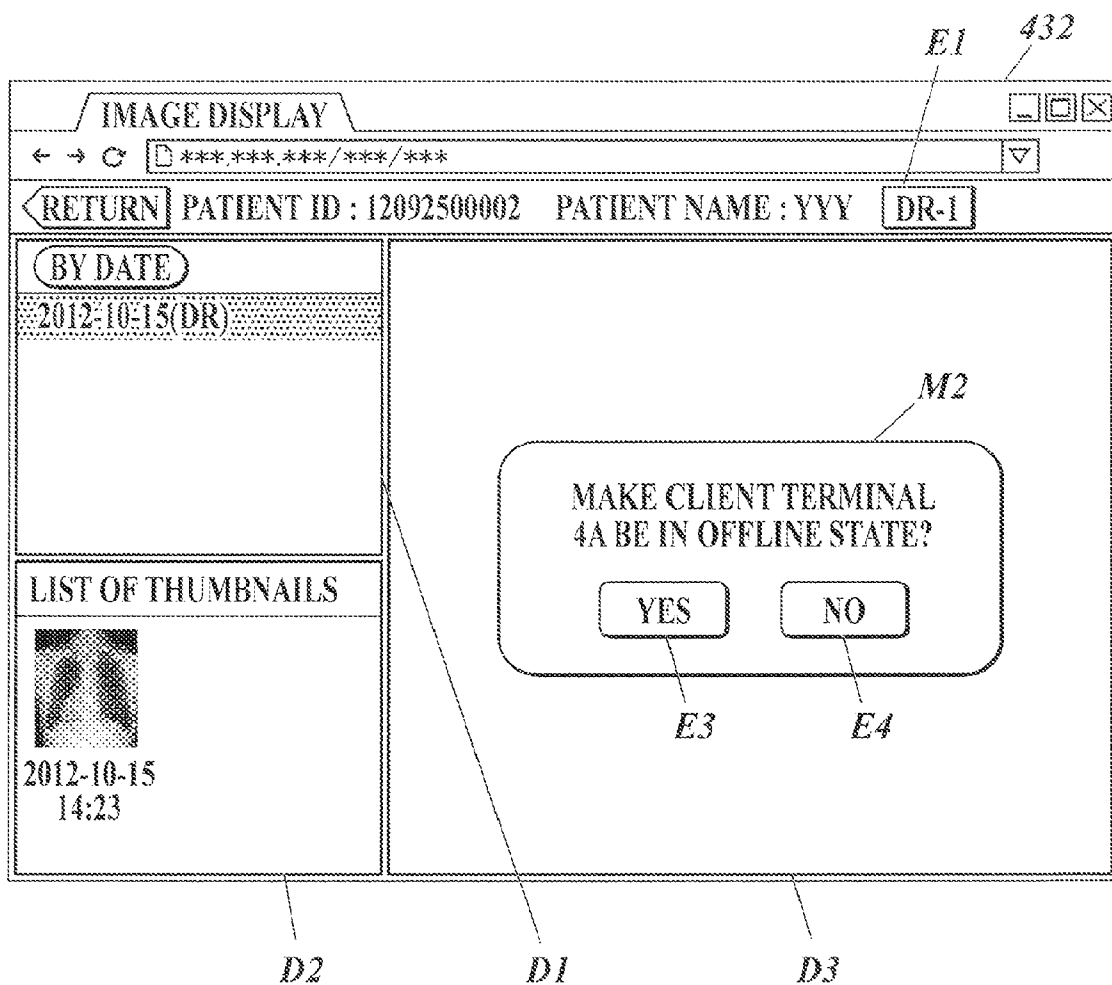 432
E1
IMAGE DISPLAY
***.***.***/***/***
RETURN PATIENT ID : 12092500002 PATIENT NAME : YYY DR-1
BY DATE
2012-10-15(DR)
M2
MAKE CLIENT TERMINAL
4A BE IN OFFLINE STATE?
YES NO
E3 E4
LIST OF THUMBNAILS
2012-10-15
14:23
D2 D1 D3